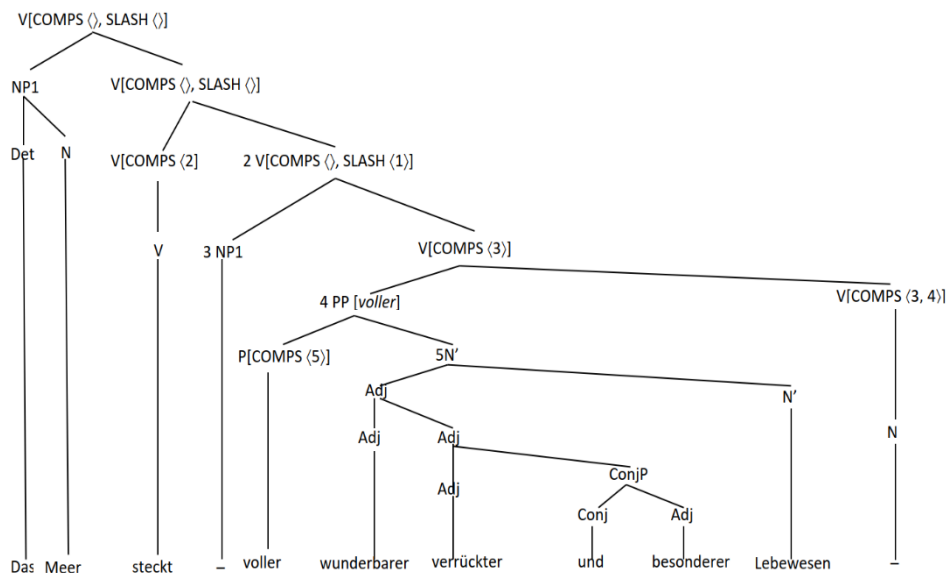 V[COMPS ⟨⟩, SLASH ⟨⟩]
NP1 V[COMPS ⟨⟩, SLASH ⟨⟩]
Det N V[COMPS ⟨2] 2 V[COMPS ⟨⟩, SLASH ⟨1⟩]
V 3 NP1 V[COMPS ⟨3⟩]
4 PP [voller] V[COMPS ⟨3, 4⟩]
P[COMPS ⟨5⟩] 5N’
Adj N’
Adj Adj N
ConjP
Adj
Conj Adj
Das Meer steckt – voller wunderbarer verrückter und besonderer Lebewesen –